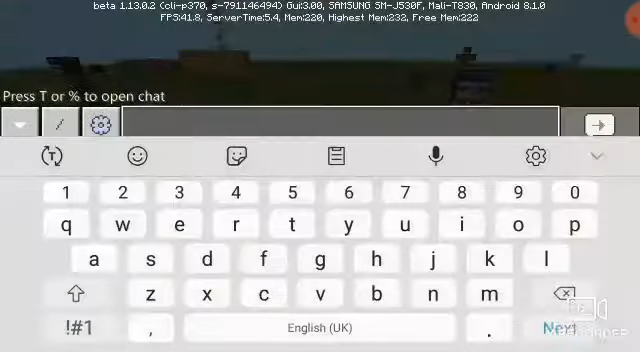 beta 1.13.0.2 (cli-p370, s-791146494) Gui:3.00, SAMSUNG SM-J530F, Mali-T830, Android 8.1.0
FPS:41.8, ServerTime:5.4, Mem:220, Highest Mem:232, Free Mem:222
Press T or % to open chat
/
T
1 2 3 4 5 6 7 8 9 0
q w e r t y u i o p
a s d f g h j k l
z x c v b n m
!#1 , English (UK) . Next